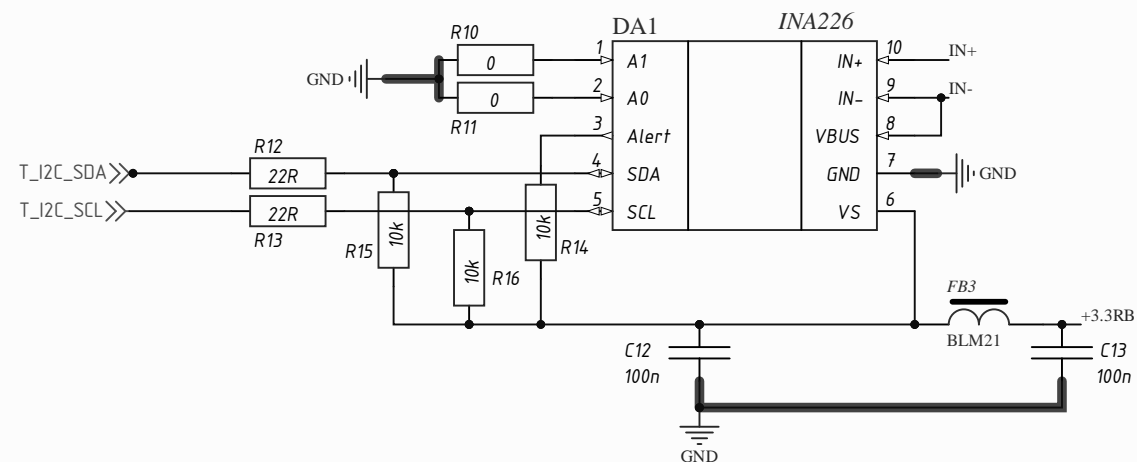 R10
DA1
INA226
0
1
A1
IN+
10
IN+
GND
0
2
A0
IN-
9
IN-
R11
3
Alert
VBUS
8
R12
T_I2C_SDA
22R
4
SDA
GND
7
GND
T_I2C_SCL
22R
5
SCL
VS
6
R13
R15
10k
10k
R14
10k
R16
FB3
+3.3RB
BLM21
C12
100n
C13
100n
GND